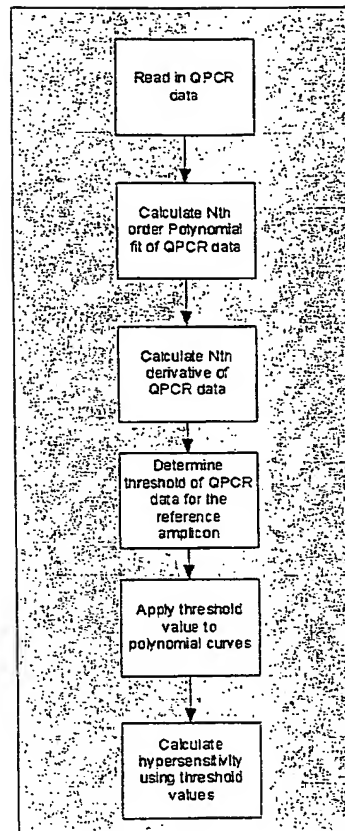 Read in QPCR
data
Calculate Nth
order Polynomial
fit of QPCR data
Calculate Nth
derivative of
QPCR data
Determine
threshold of QPCR
data for the
reference
amplicon
Apply threshold
value to
polynomial curves
Calculate
hypersensitivity
using threshold
values